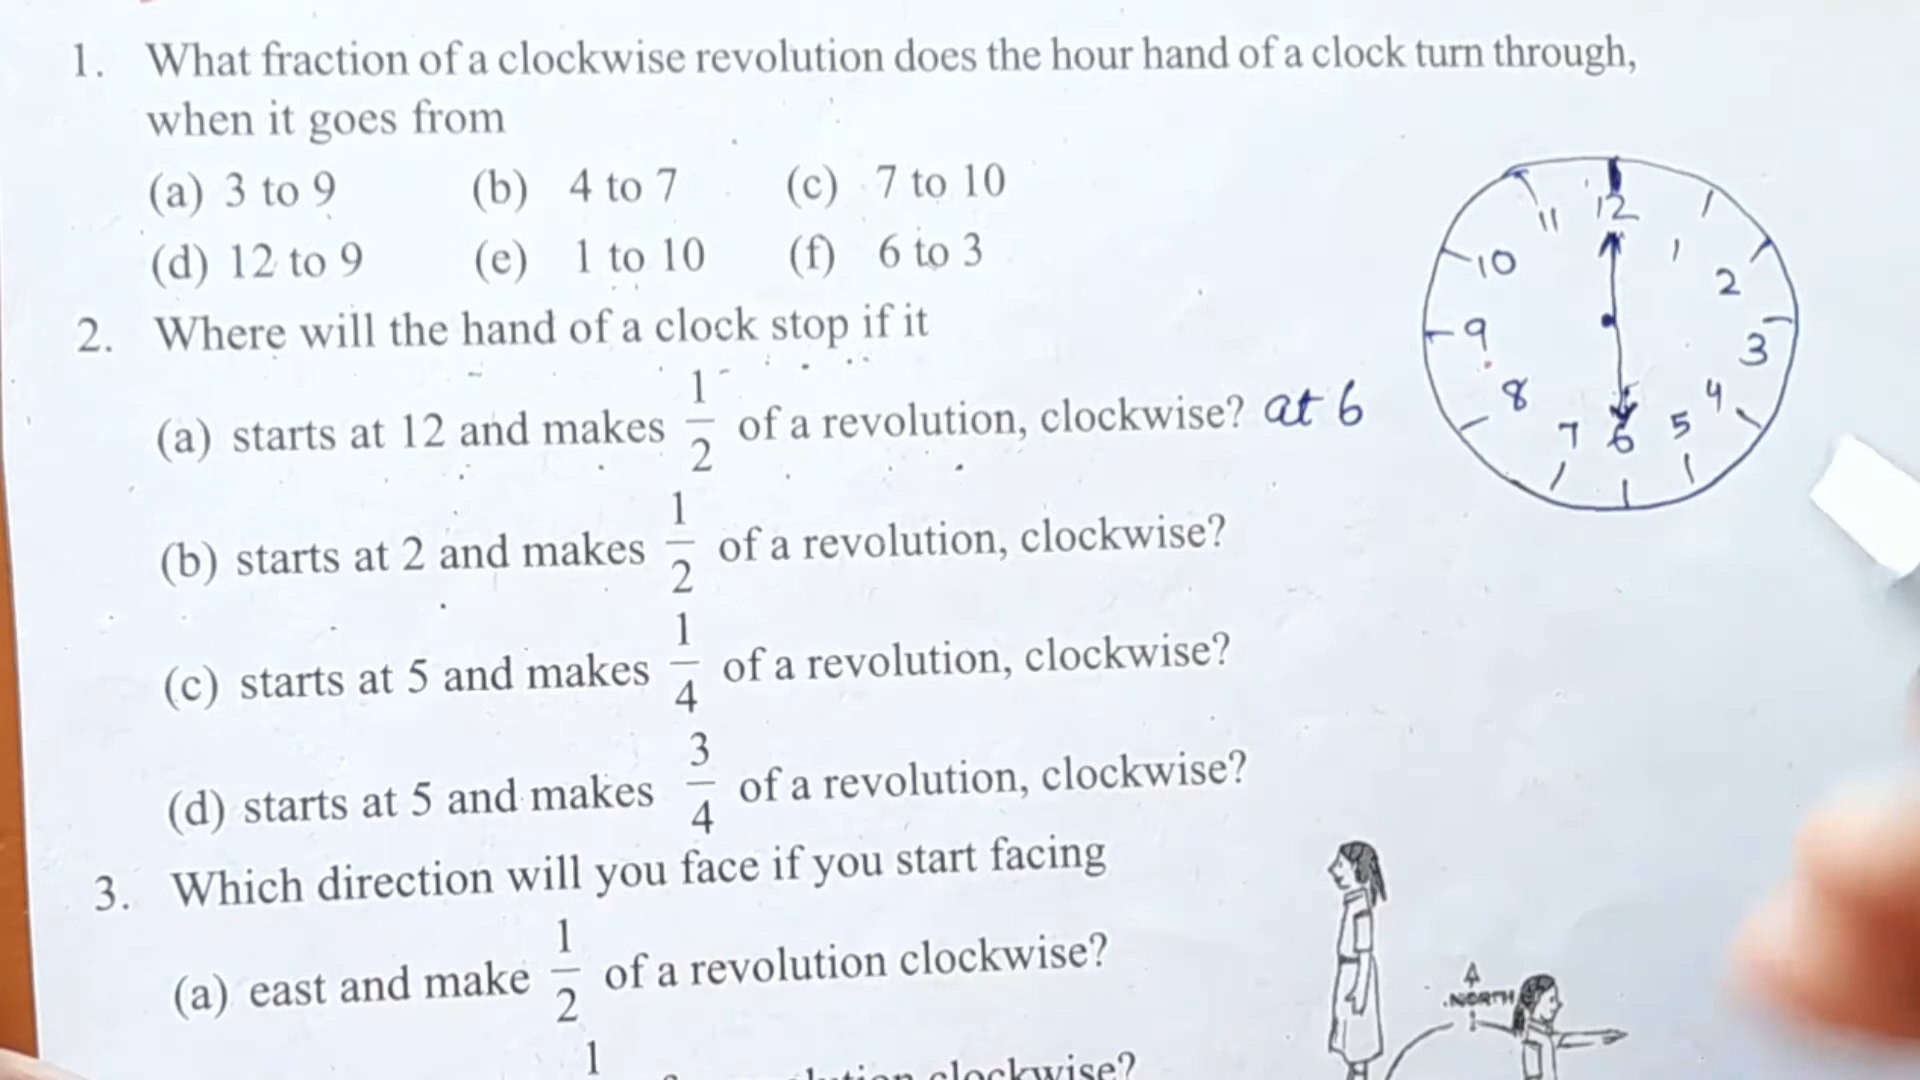 1. What fraction of a clockwise revolution does the hour hand of a clock turn through,
when it goes from
(a) 3 to 9 (b) 4 to 7 (c) 7 to 10
(d) 12 to 9 (e) 1 to 10 (f) 6 to 3
2. Where will the hand of a clock stop if it
(a) starts at 12 and makes 1/2 of a revolution, clockwise? at 6
(b) starts at 2 and makes 1/2 of a revolution, clockwise?
(c) starts at 5 and makes 1/4 of a revolution, clockwise?
(d) starts at 5 and makes 3/4 of a revolution, clockwise?
3. Which direction will you face if you start facing
(a) east and make 1/2 of a revolution clockwise?
1
clockwise?
12
11
1
10
2
9
3
8
4
7
6
5
NORTH